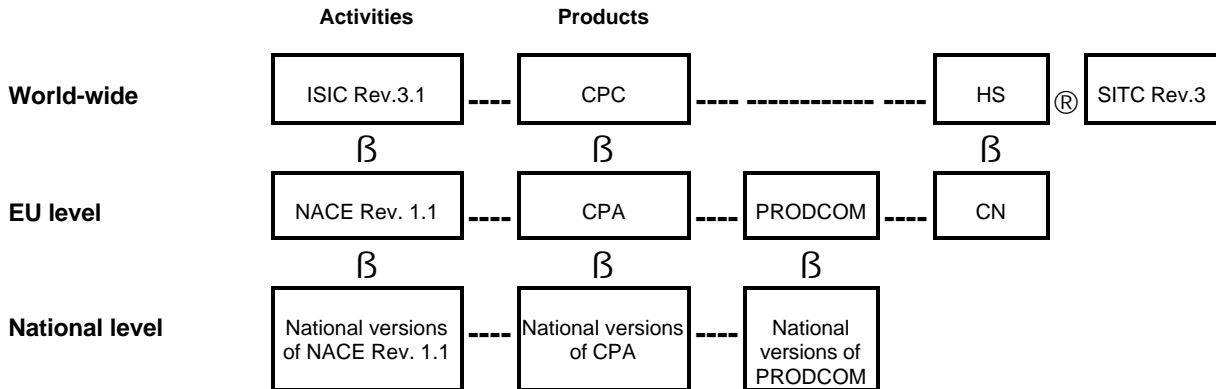 Activities Products
World-wide ISIC Rev.3.1 ---- CPC ---- ------------ ---- HS ® SITC Rev.3
ß ß ß
EU level NACE Rev. 1.1 ---- CPA ---- PRODCOM ---- CN
ß ß ß
National level National versions of NACE Rev. 1.1 ---- National versions of CPA ---- National versions of PRODCOM